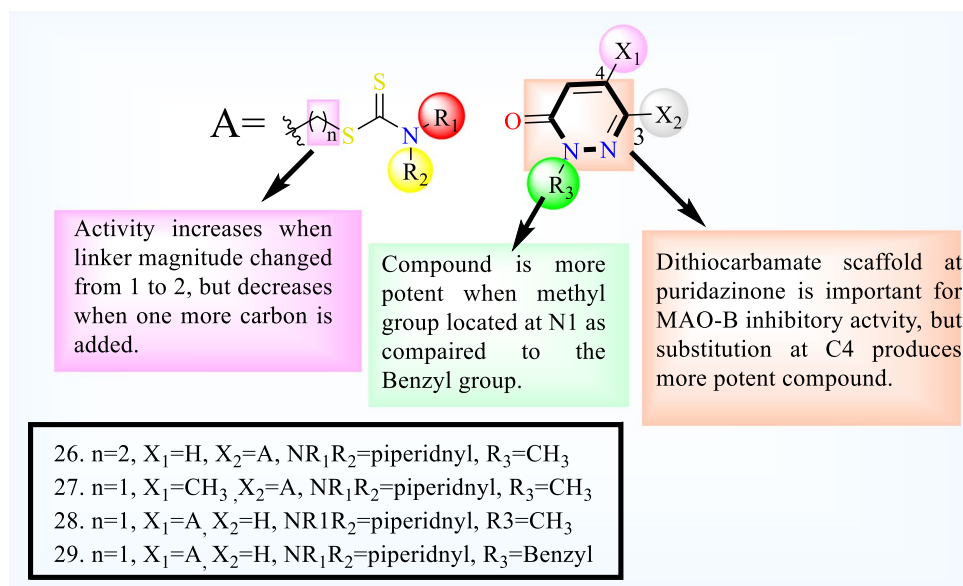 X₁
4
S
A=
n
S
N
R₁
R₂
O
X₂
3
N
N
R₃
Activity increases when
linker magnitude changed
from 1 to 2, but decreases
when one more carbon is
added.
Compound is more
potent when methyl
group located at N1 as
compaired to the
Benzyl group.
Dithiocarbamate scaffold at
puridazinone is important for
MAO-B inhibitory actvity, but
substitution at C4 produces
more potent compound.
26. n=2, X₁=H, X₂=A, NR₁R₂=piperidnyl, R₃=CH₃
27. n=1, X₁=CH₃ ,X₂=A, NR₁R₂=piperidnyl, R₃=CH₃
28. n=1, X₁=A, X₂=H, NR1R₂=piperidnyl, R3=CH₃
29. n=1, X₁=A, X₂=H, NR₁R₂=piperidnyl, R₃=Benzyl